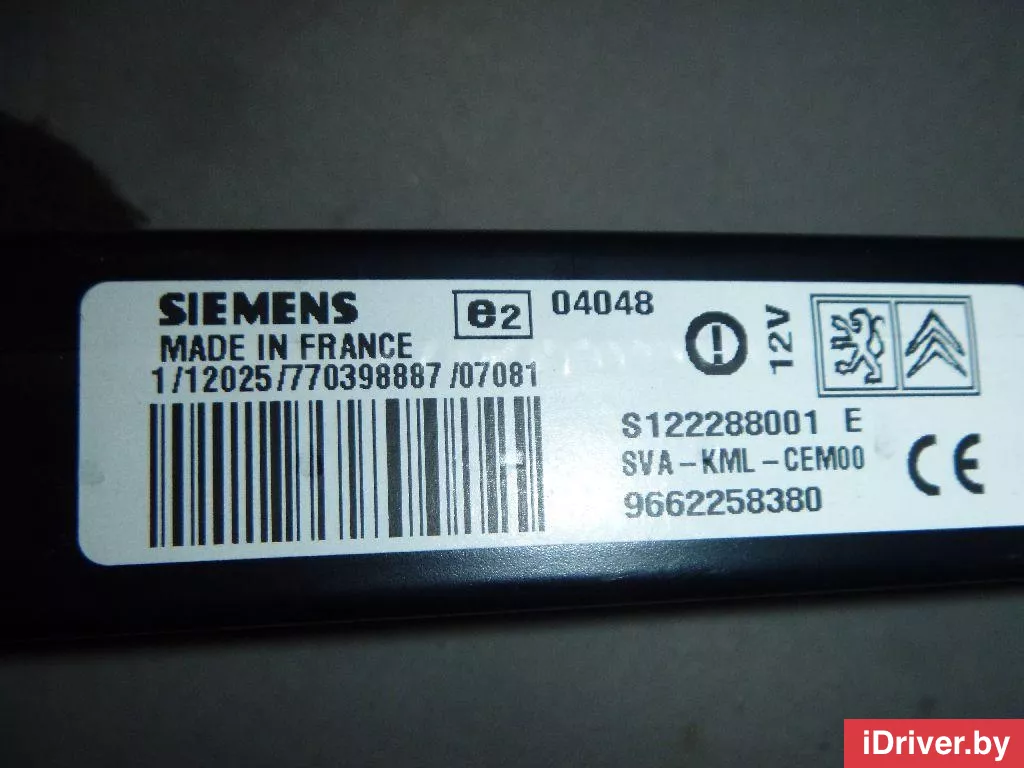 SIEMENS
MADE IN FRANCE
1/12025/770398887/07081
e2 04048
12V
S122288001 E
SVA-KML-CEM00
9662258380
CE
iDriver.by